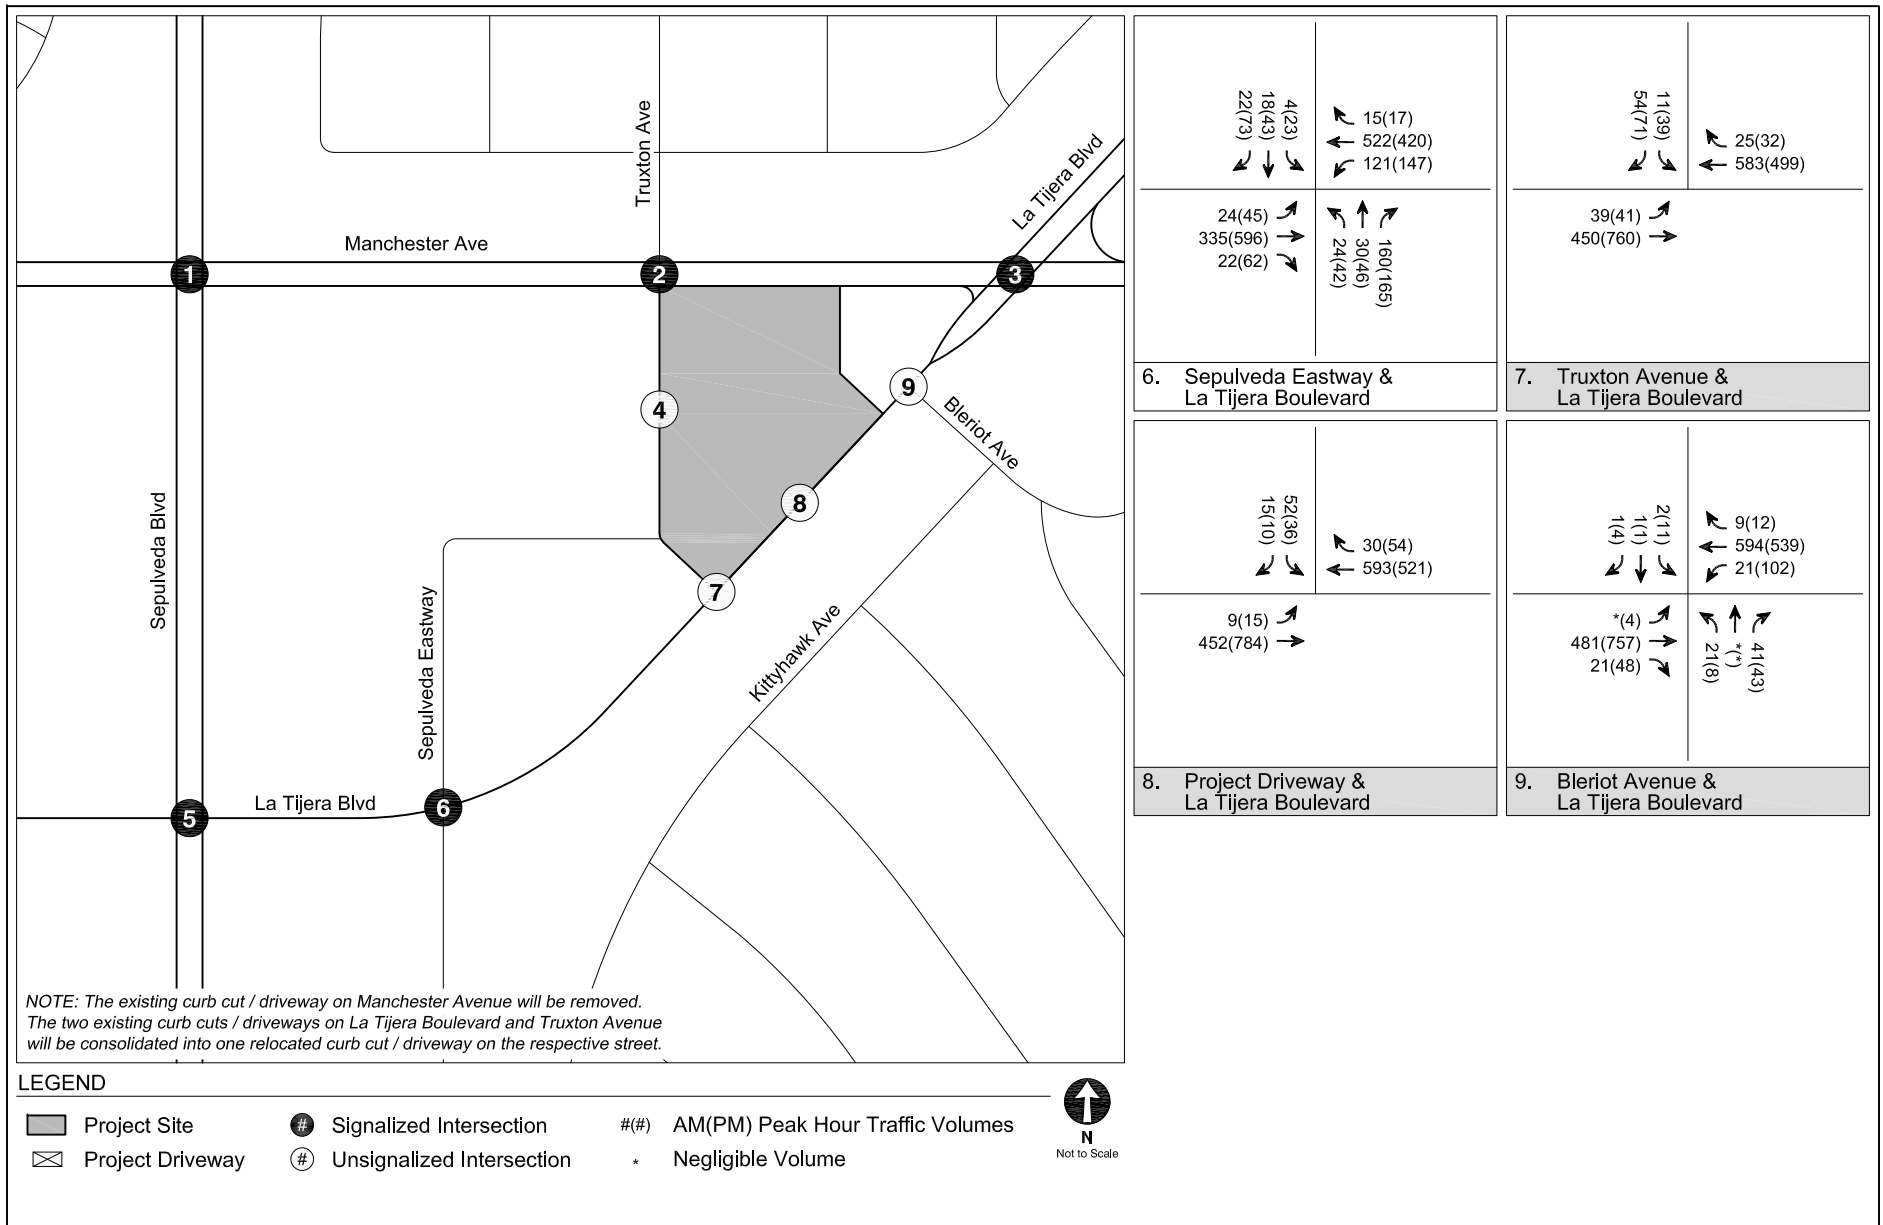 Truxton Ave
La Tijera Blvd
Manchester Ave
1
2
3
4
9
Bleriot Ave
8
Sepulveda Blvd
7
Sepulveda Eastway
Kittyhawk Ave
La Tijera Blvd
5
6
NOTE: The existing curb cut / driveway on Manchester Avenue will be removed.
The two existing curb cuts / driveways on La Tijera Boulevard and Truxton Avenue
will be consolidated into one relocated curb cut / driveway on the respective street.
22(73)
18(43)
4(23)
15(17)
522(420)
121(147)
24(45)
335(596)
22(62)
24(42)
30(46)
160(165)
6. Sepulveda Eastway &
La Tijera Boulevard
54(71)
11(39)
25(32)
583(499)
39(41)
450(760)
7. Truxton Avenue &
La Tijera Boulevard
15(10)
52(36)
30(54)
593(521)
9(15)
452(784)
8. Project Driveway &
La Tijera Boulevard
1(4)
1(1)
2(11)
9(12)
594(539)
21(102)
*(4)
481(757)
21(48)
21(8)
*(*)
41(43)
9. Bleriot Avenue &
La Tijera Boulevard
LEGEND
Project Site
# Signalized Intersection
#(#) AM(PM) Peak Hour Traffic Volumes
Project Driveway
# Unsignalized Intersection
* Negligible Volume
N
Not to Scale